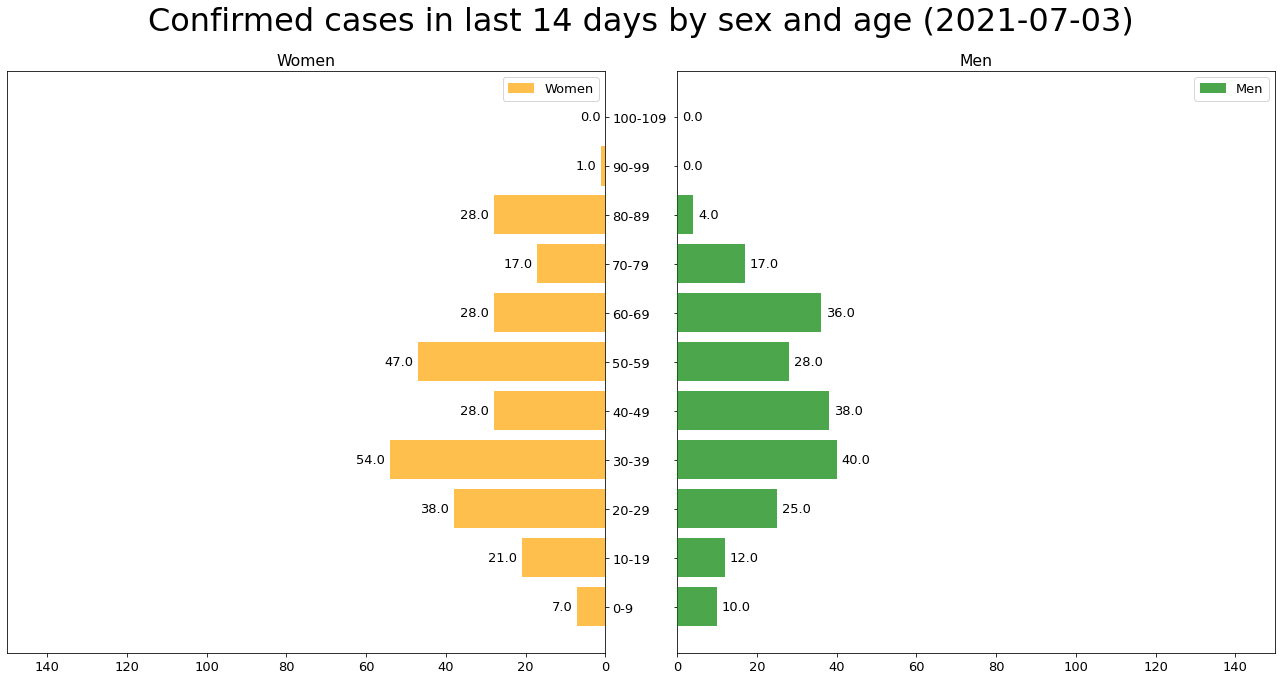 Confirmed cases in last 14 days by sex and age (2021-07-03)
Women
Men
Women
Men
0.0 100-109 0.0
1.0 90-99 0.0
28.0 80-89 4.0
17.0 70-79 17.0
28.0 60-69 36.0
47.0 50-59 28.0
28.0 40-49 38.0
54.0 30-39 40.0
38.0 20-29 25.0
21.0 10-19 12.0
7.0 0-9 10.0
140 120 100 80 60 40 20 0
0 20 40 60 80 100 120 140